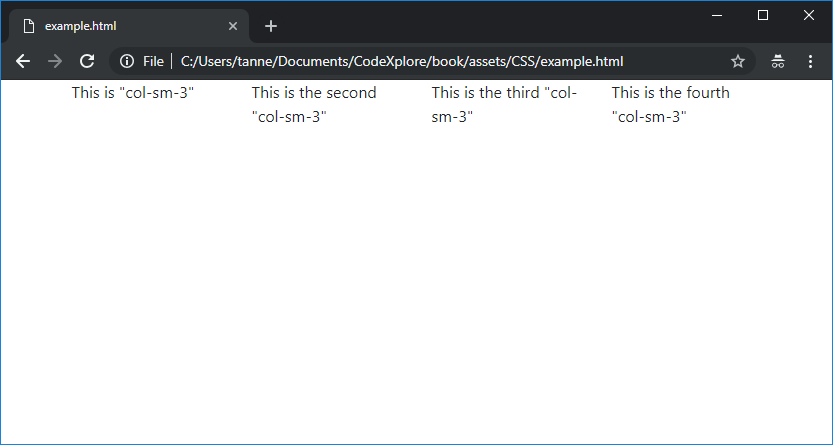 example.html
File | C:/Users/tanne/Documents/CodeXplore/book/assets/CSS/example.html
This is "col-sm-3"
This is the second
"col-sm-3"
This is the third "col-
sm-3"
This is the fourth
"col-sm-3"